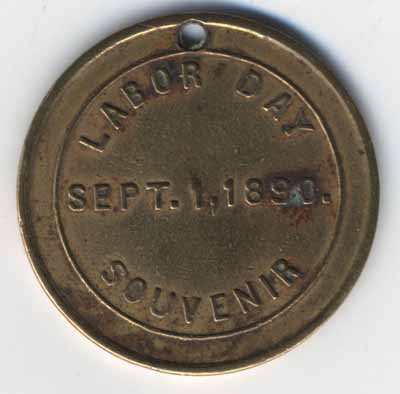 LABOR DAY
SEPT. 1, 1890.
SOUVENIR